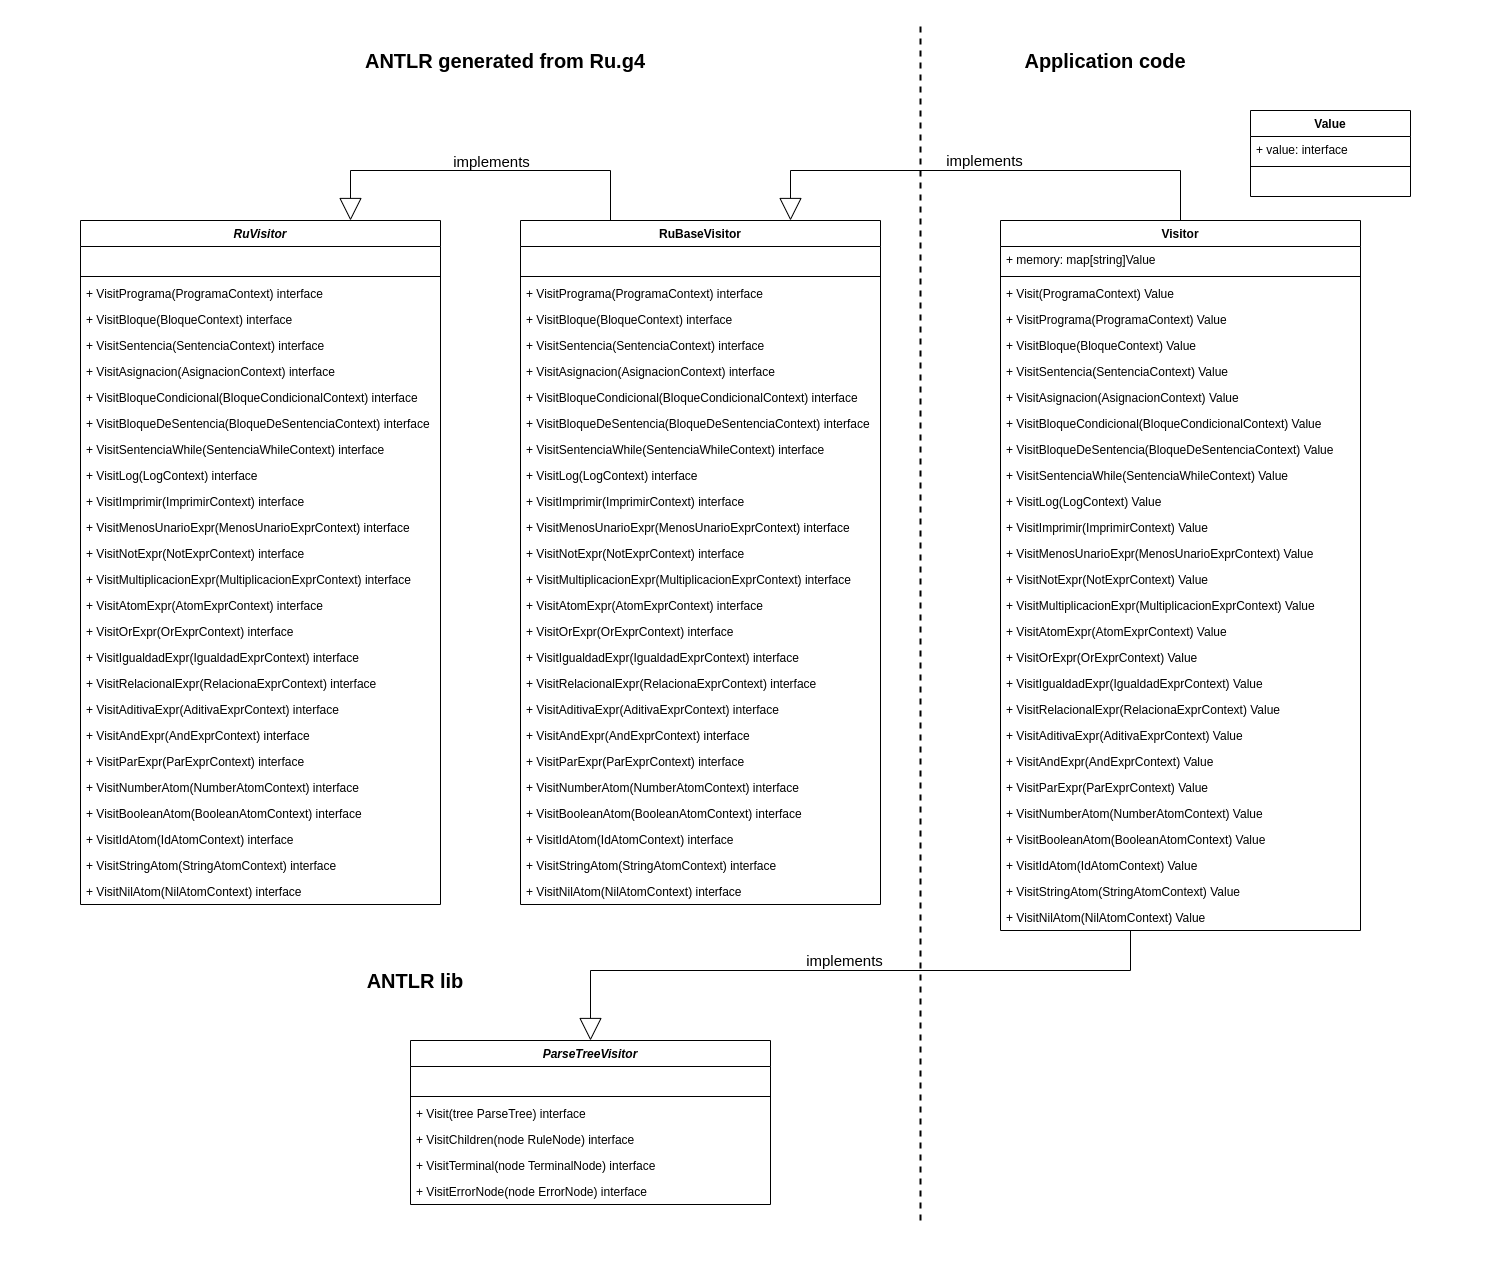 ANTLR generated from Ru.g4
Application code
Value
+ value: interface
implements
implements
RuVisitor
+ VisitPrograma(ProgramaContext) interface
+ VisitBloque(BloqueContext) interface
+ VisitSentencia(SentenciaContext) interface
+ VisitAsignacion(AsignacionContext) interface
+ VisitBloqueCondicional(BloqueCondicionalContext) interface
+ VisitBloqueDeSentencia(BloqueDeSentenciaContext) interface
+ VisitSentenciaWhile(SentenciaWhileContext) interface
+ VisitLog(LogContext) interface
+ VisitImprimir(ImprimirContext) interface
+ VisitMenosUnarioExpr(MenosUnarioExprContext) interface
+ VisitNotExpr(NotExprContext) interface
+ VisitMultiplicacionExpr(MultiplicacionExprContext) interface
+ VisitAtomExpr(AtomExprContext) interface
+ VisitOrExpr(OrExprContext) interface
+ VisitIgualdadExpr(IgualdadExprContext) interface
+ VisitRelacionalExpr(RelacionaExprContext) interface
+ VisitAditivaExpr(AditivaExprContext) interface
+ VisitAndExpr(AndExprContext) interface
+ VisitParExpr(ParExprContext) interface
+ VisitNumberAtom(NumberAtomContext) interface
+ VisitBooleanAtom(BooleanAtomContext) interface
+ VisitIdAtom(IdAtomContext) interface
+ VisitStringAtom(StringAtomContext) interface
+ VisitNilAtom(NilAtomContext) interface
RuBaseVisitor
+ VisitPrograma(ProgramaContext) interface
+ VisitBloque(BloqueContext) interface
+ VisitSentencia(SentenciaContext) interface
+ VisitAsignacion(AsignacionContext) interface
+ VisitBloqueCondicional(BloqueCondicionalContext) interface
+ VisitBloqueDeSentencia(BloqueDeSentenciaContext) interface
+ VisitSentenciaWhile(SentenciaWhileContext) interface
+ VisitLog(LogContext) interface
+ VisitImprimir(ImprimirContext) interface
+ VisitMenosUnarioExpr(MenosUnarioExprContext) interface
+ VisitNotExpr(NotExprContext) interface
+ VisitMultiplicacionExpr(MultiplicacionExprContext) interface
+ VisitAtomExpr(AtomExprContext) interface
+ VisitOrExpr(OrExprContext) interface
+ VisitIgualdadExpr(IgualdadExprContext) interface
+ VisitRelacionalExpr(RelacionaExprContext) interface
+ VisitAditivaExpr(AditivaExprContext) interface
+ VisitAndExpr(AndExprContext) interface
+ VisitParExpr(ParExprContext) interface
+ VisitNumberAtom(NumberAtomContext) interface
+ VisitBooleanAtom(BooleanAtomContext) interface
+ VisitIdAtom(IdAtomContext) interface
+ VisitStringAtom(StringAtomContext) interface
+ VisitNilAtom(NilAtomContext) interface
Visitor
+ memory: map[string]Value
+ Visit(ProgramaContext) Value
+ VisitPrograma(ProgramaContext) Value
+ VisitBloque(BloqueContext) Value
+ VisitSentencia(SentenciaContext) Value
+ VisitAsignacion(AsignacionContext) Value
+ VisitBloqueCondicional(BloqueCondicionalContext) Value
+ VisitBloqueDeSentencia(BloqueDeSentenciaContext) Value
+ VisitSentenciaWhile(SentenciaWhileContext) Value
+ VisitLog(LogContext) Value
+ VisitImprimir(ImprimirContext) Value
+ VisitMenosUnarioExpr(MenosUnarioExprContext) Value
+ VisitNotExpr(NotExprContext) Value
+ VisitMultiplicacionExpr(MultiplicacionExprContext) Value
+ VisitAtomExpr(AtomExprContext) Value
+ VisitOrExpr(OrExprContext) Value
+ VisitIgualdadExpr(IgualdadExprContext) Value
+ VisitRelacionalExpr(RelacionaExprContext) Value
+ VisitAditivaExpr(AditivaExprContext) Value
+ VisitAndExpr(AndExprContext) Value
+ VisitParExpr(ParExprContext) Value
+ VisitNumberAtom(NumberAtomContext) Value
+ VisitBooleanAtom(BooleanAtomContext) Value
+ VisitIdAtom(IdAtomContext) Value
+ VisitStringAtom(StringAtomContext) Value
+ VisitNilAtom(NilAtomContext) Value
implements
ANTLR lib
ParseTreeVisitor
+ Visit(tree ParseTree) interface
+ VisitChildren(node RuleNode) interface
+ VisitTerminal(node TerminalNode) interface
+ VisitErrorNode(node ErrorNode) interface